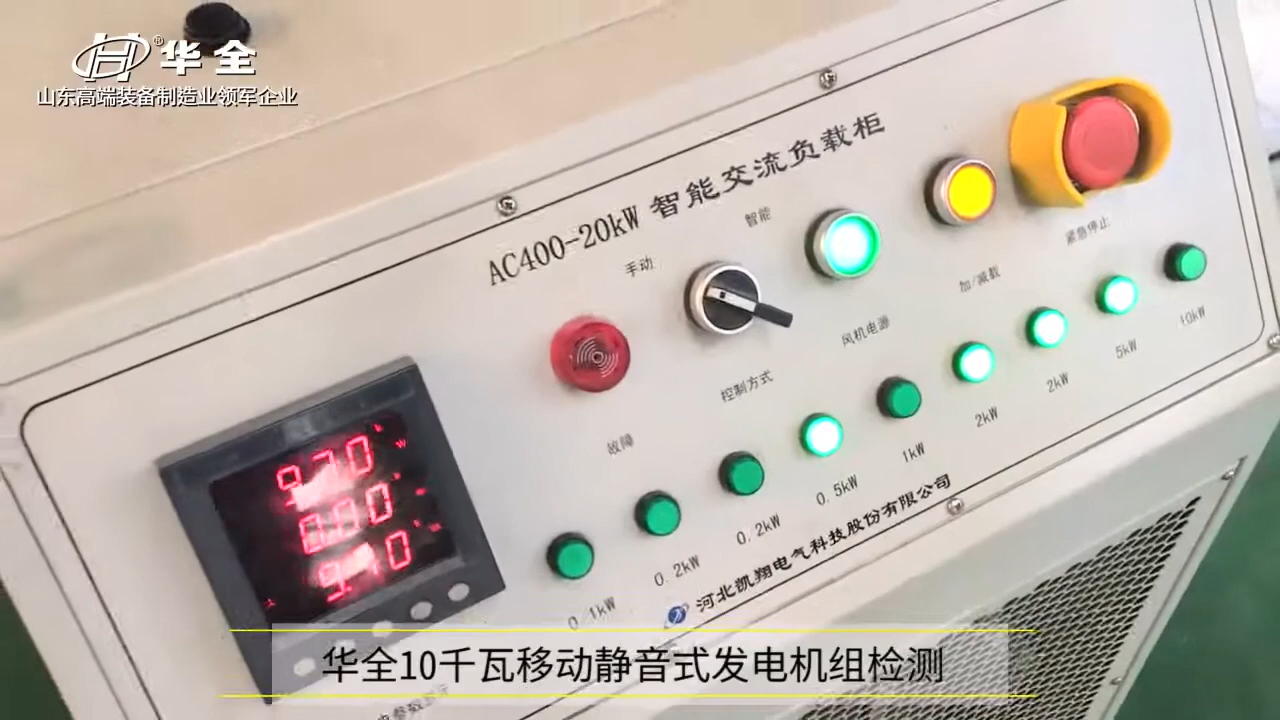 H® 华全
山东高端装备制造业领军企业
AC400-20kW 智能交流负载柜
手动
智能
紧急停止
故障
控制方式
风机电源
加/减载
0.1kW
0.2kW
0.2kW
0.5kW
1kW
2kW
2kW
5kW
10kW
河北凯翔电气科技股份有限公司
华全10千瓦移动静音式发电机组检测